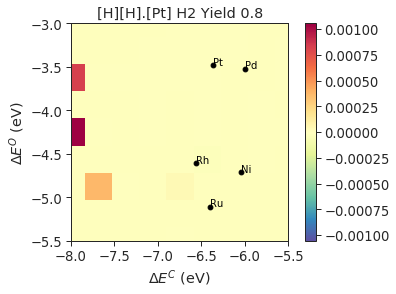 [H][H].[Pt] H2 Yield 0.8
−3.0
−3.5
−4.0
−4.5
−5.0
−5.5
ΔE^O (eV)
Pt
Pd
Rh
Ni
Ru
−8.0 −7.5 −7.0 −6.5 −6.0 −5.5
ΔE^C (eV)
0.00100
0.00075
0.00050
0.00025
0.00000
−0.00025
−0.00050
−0.00075
−0.00100